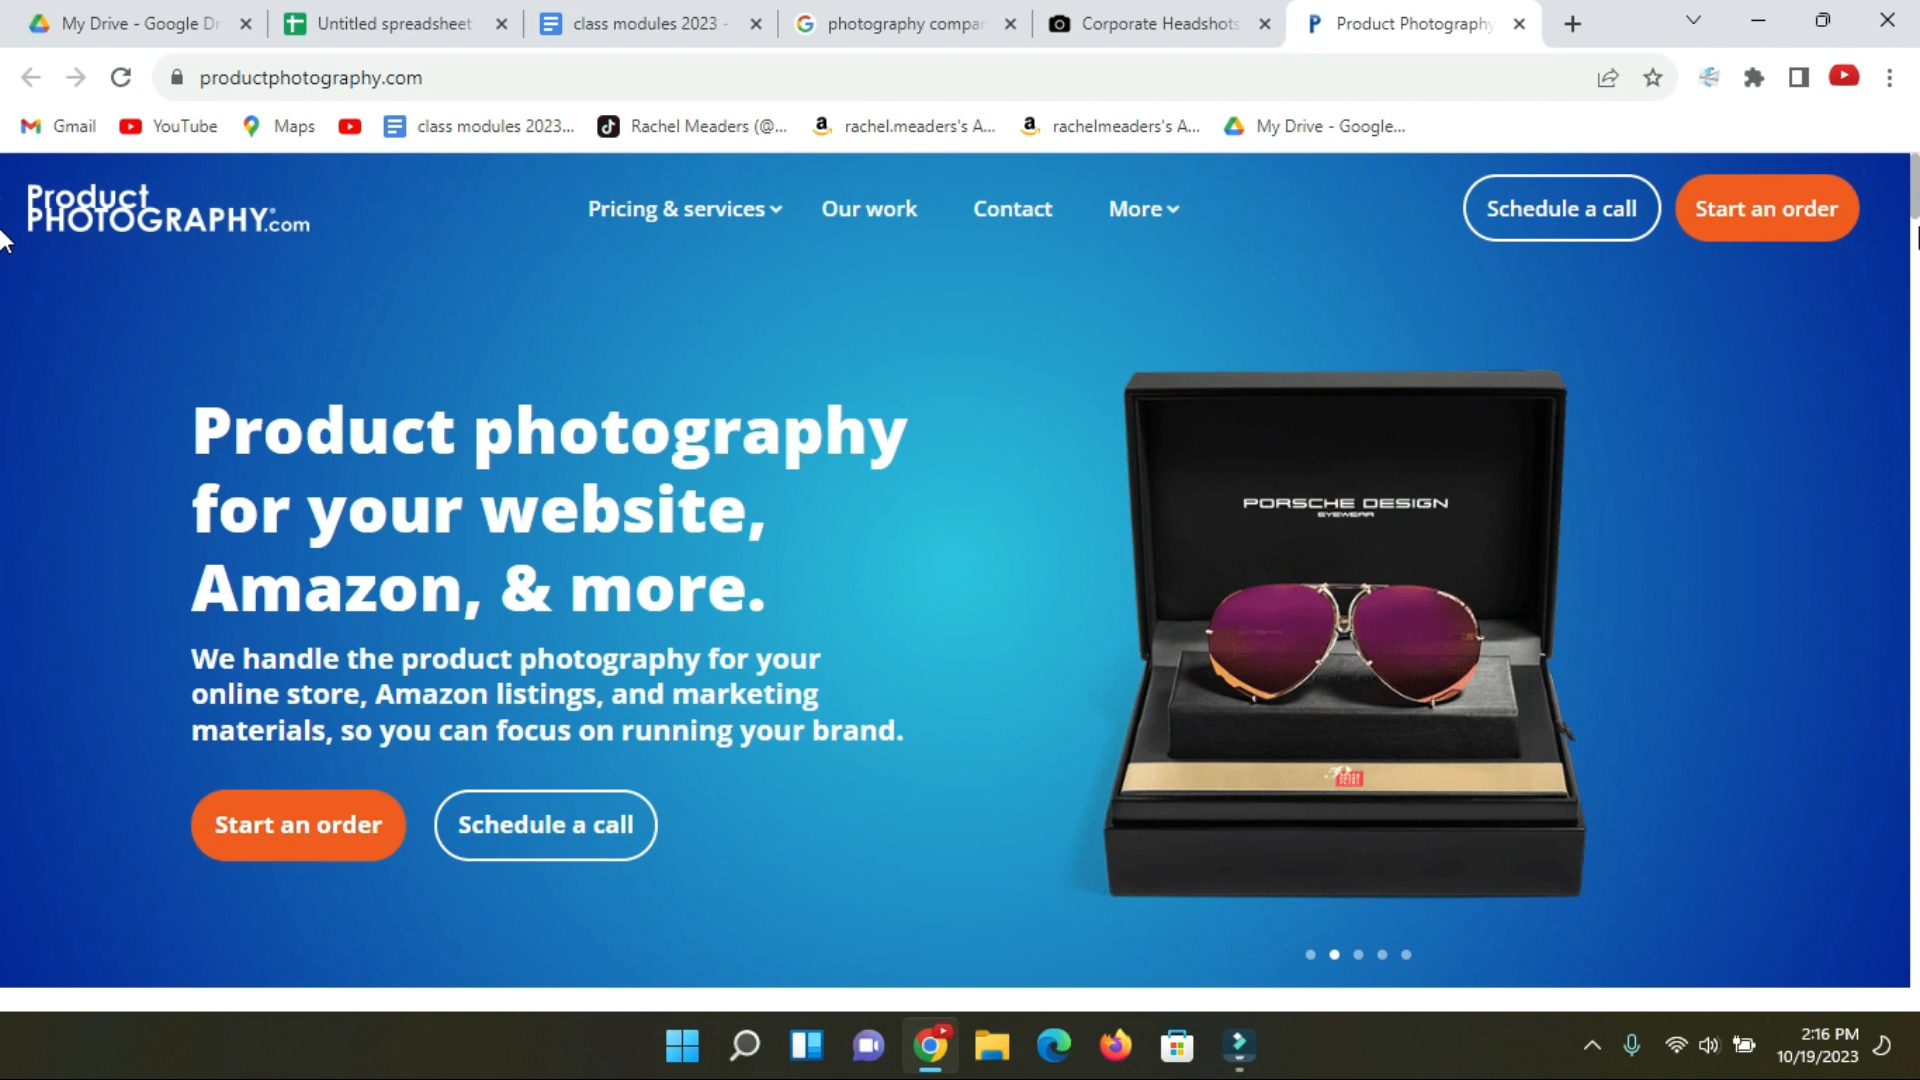 My Drive - Google Dr
Untitled spreadsheet
class modules 2023 -
photography compar
Corporate Headshots
Product Photography
productphotography.com
Gmail
YouTube
Maps
class modules 2023...
Rachel Meaders (@...
rachel.meaders's A...
rachelmeaders's A...
My Drive - Google...
Product
PHOTOGRAPHY.com
Pricing & services
Our work
Contact
More
Schedule a call
Start an order
Product photography
for your website,
Amazon, & more.
We handle the product photography for your
online store, Amazon listings, and marketing
materials, so you can focus on running your brand.
Start an order
Schedule a call
PORSCHE DESIGN
EYEWEAR
2:16 PM
10/19/2023